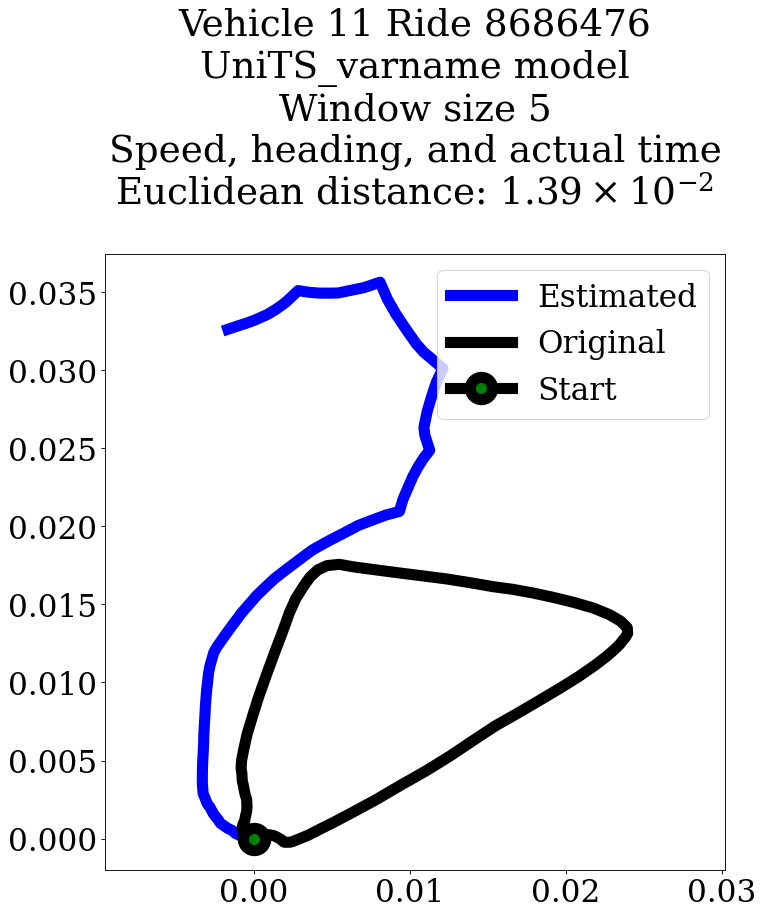 Vehicle 11 Ride 8686476
UniTS_varname model
Window size 5
Speed, heading, and actual time
Euclidean distance: 1.39 × 10⁻²
Estimated
Original
Start
0.035
0.030
0.025
0.020
0.015
0.010
0.005
0.000
0.00 0.01 0.02 0.03